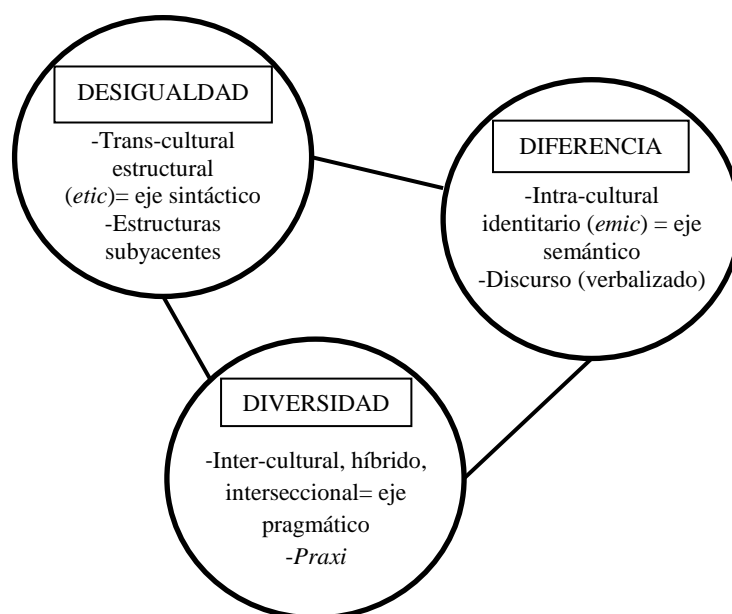 DESIGUALDAD
-Trans-cultural
estructural
(etic)= eje sintáctico
-Estructuras
subyacentes
DIFERENCIA
-Intra-cultural
identitario (emic) = eje
semántico
-Discurso (verbalizado)
DIVERSIDAD
-Inter-cultural, híbrido,
interseccional= eje
pragmático
-Praxi